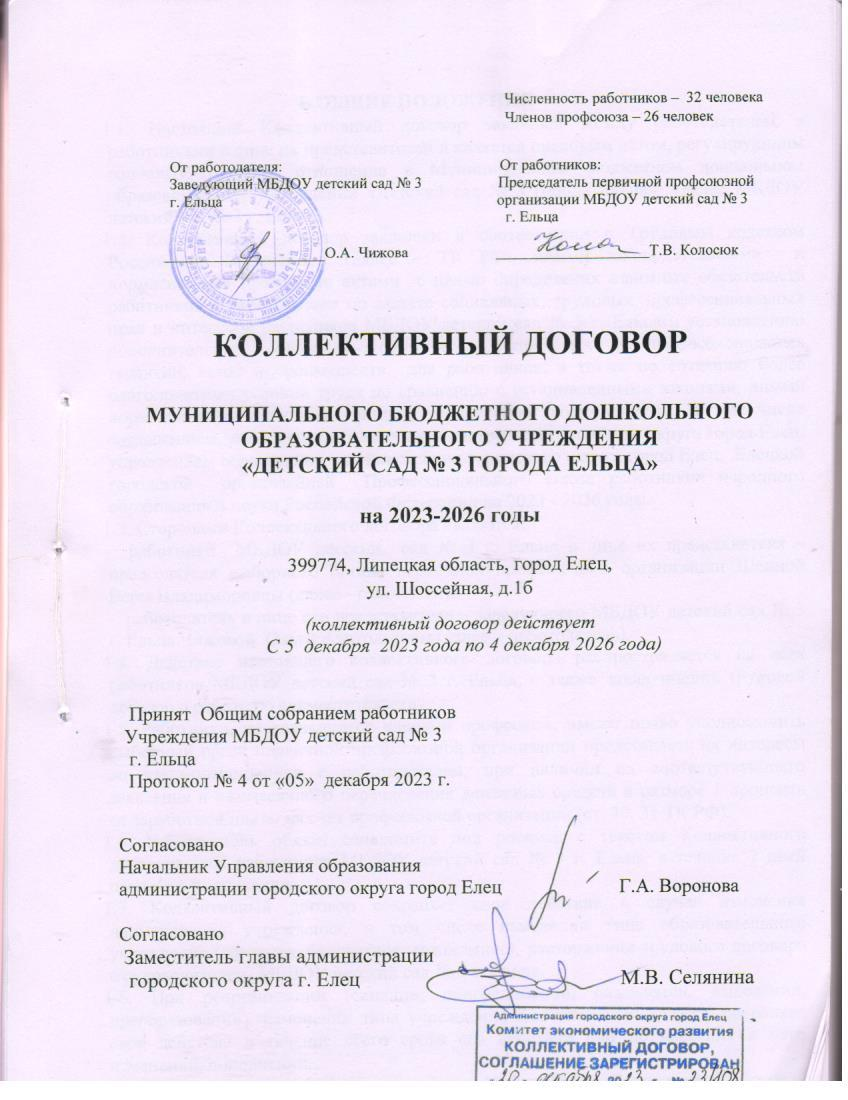 Численность работников – 32 человека
Членов профсоюза – 26 человек
От работодателя:
Заведующий МБДОУ детский сад № 3
г. Ельца
О.А. Чижова
От работников:
Председатель первичной профсоюзной
организации МБДОУ детский сад № 3
г. Ельца
Т.В. Колосюк
КОЛЛЕКТИВНЫЙ ДОГОВОР
МУНИЦИПАЛЬНОГО БЮДЖЕТНОГО ДОШКОЛЬНОГО
ОБРАЗОВАТЕЛЬНОГО УЧРЕЖДЕНИЯ
«ДЕТСКИЙ САД № 3 ГОРОДА ЕЛЬЦА»
на 2023-2026 годы
399774, Липецкая область, город Елец,
ул. Шоссейная, д.1б
(коллективный договор действует
С 5 декабря 2023 года по 4 декабря 2026 года)
Принят Общим собранием работников
Учреждения МБДОУ детский сад № 3
г. Ельца
Протокол № 4 от «05» декабря 2023 г.
Согласовано
Начальник Управления образования
администрации городского округа город Елец
Г.А. Воронова
Согласовано
Заместитель главы администрации
городского округа г. Елец
М.В. Селянина
Администрация городского округа город Елец
Комитет экономического развития
КОЛЛЕКТИВНЫЙ ДОГОВОР,
СОГЛАШЕНИЕ ЗАРЕГИСТРИРОВАН